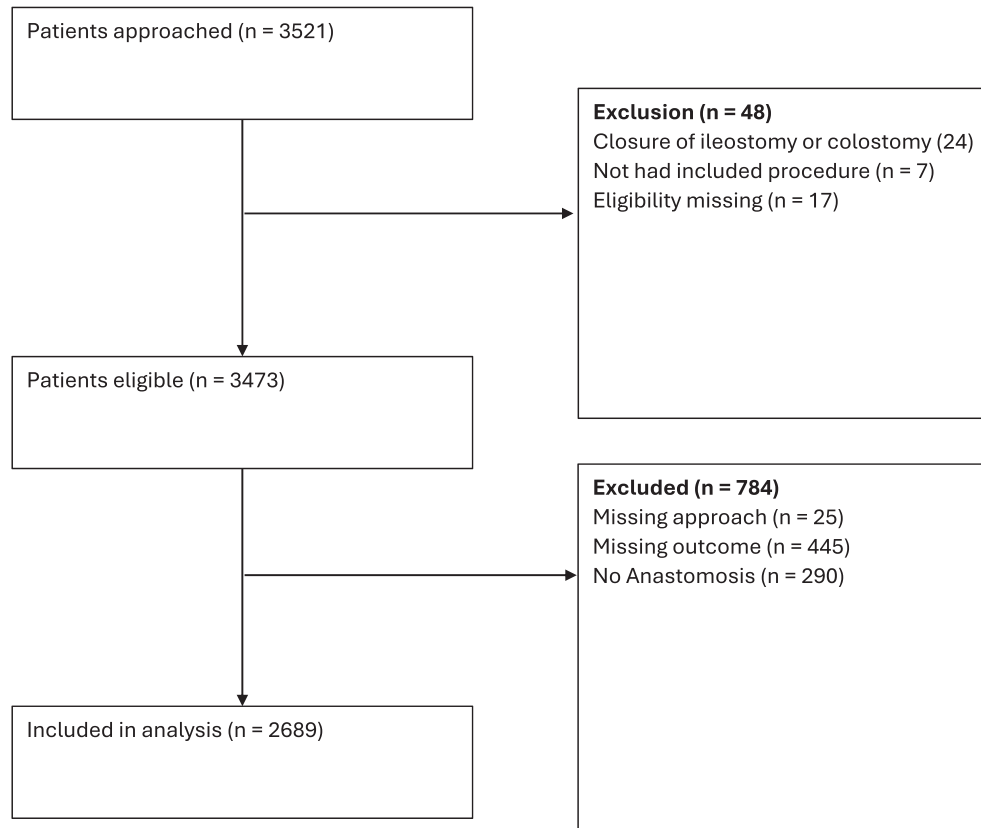 Patients approached (n = 3521)
Exclusion (n = 48)
Closure of ileostomy or colostomy (24)
Not had included procedure (n = 7)
Eligibility missing (n = 17)
Patients eligible (n = 3473)
Excluded (n = 784)
Missing approach (n = 25)
Missing outcome (n = 445)
No Anastomosis (n = 290)
Included in analysis (n = 2689)